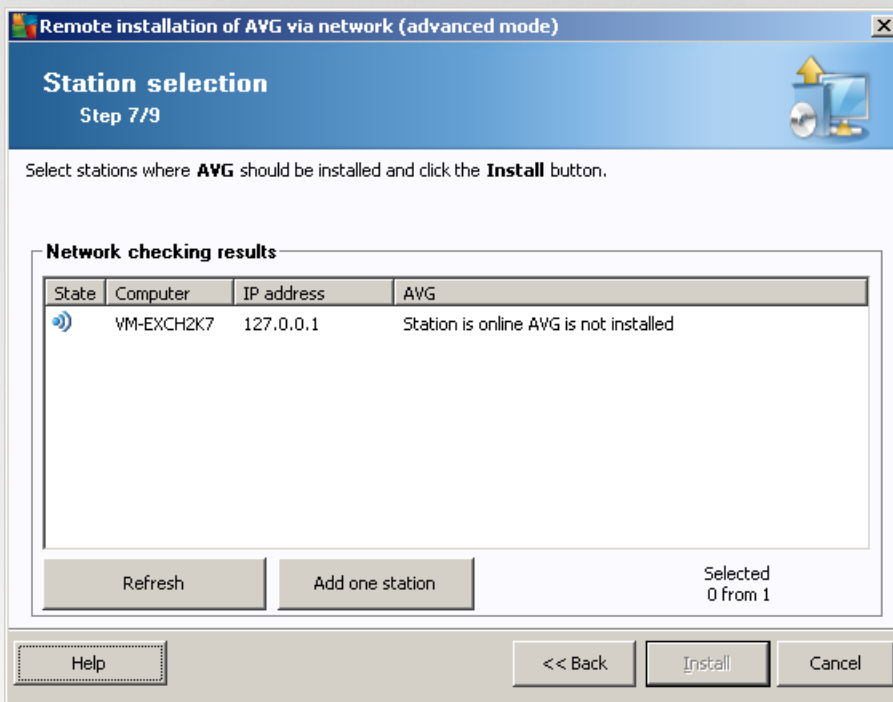 Remote installation of AVG via network (advanced mode)
Station selection
Step 7/9
Select stations where AVG should be installed and click the Install button.
Network checking results
State Computer IP address AVG
VM-EXCH2K7 127.0.0.1 Station is online AVG is not installed
Refresh Add one station Selected
0 from 1
Help << Back Install Cancel